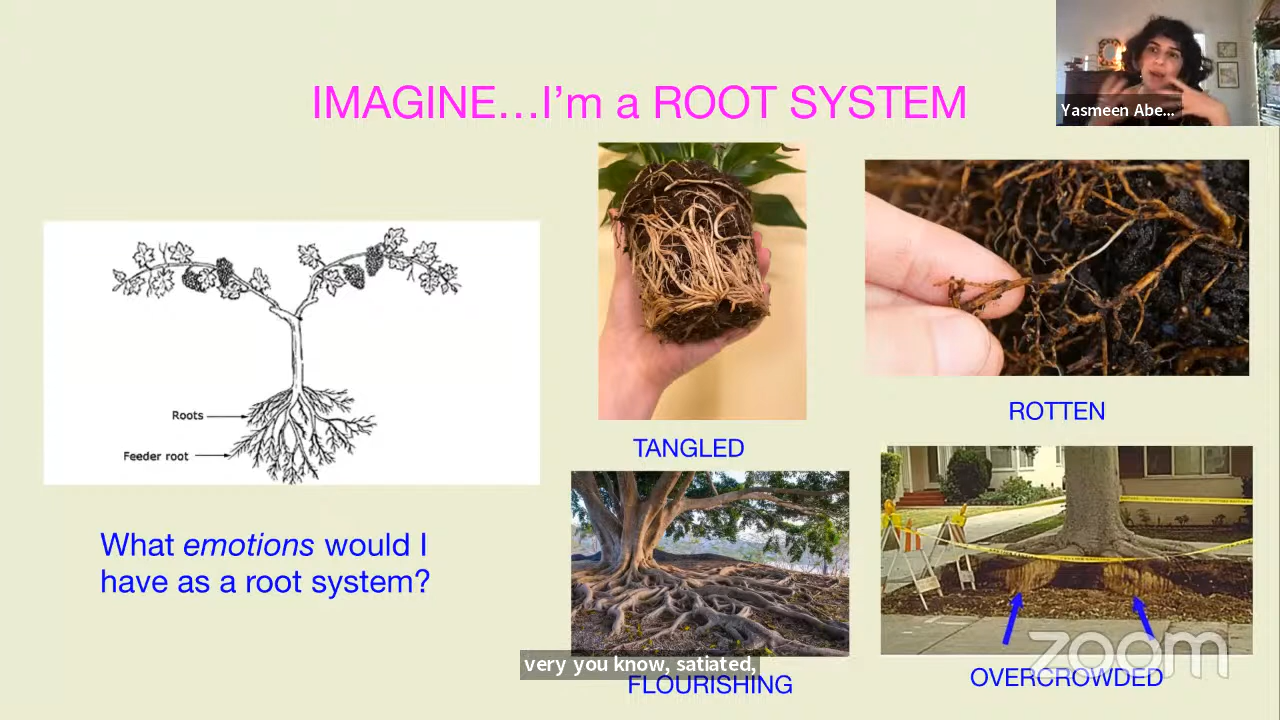 IMAGINE...I'm a ROOT SYSTEM
Yasmeen Abe...
Roots
Feeder root
What emotions would I
have as a root system?
TANGLED
ROTTEN
FLOURISHING
OVERCROWDED
very you know, satiated,
zoom